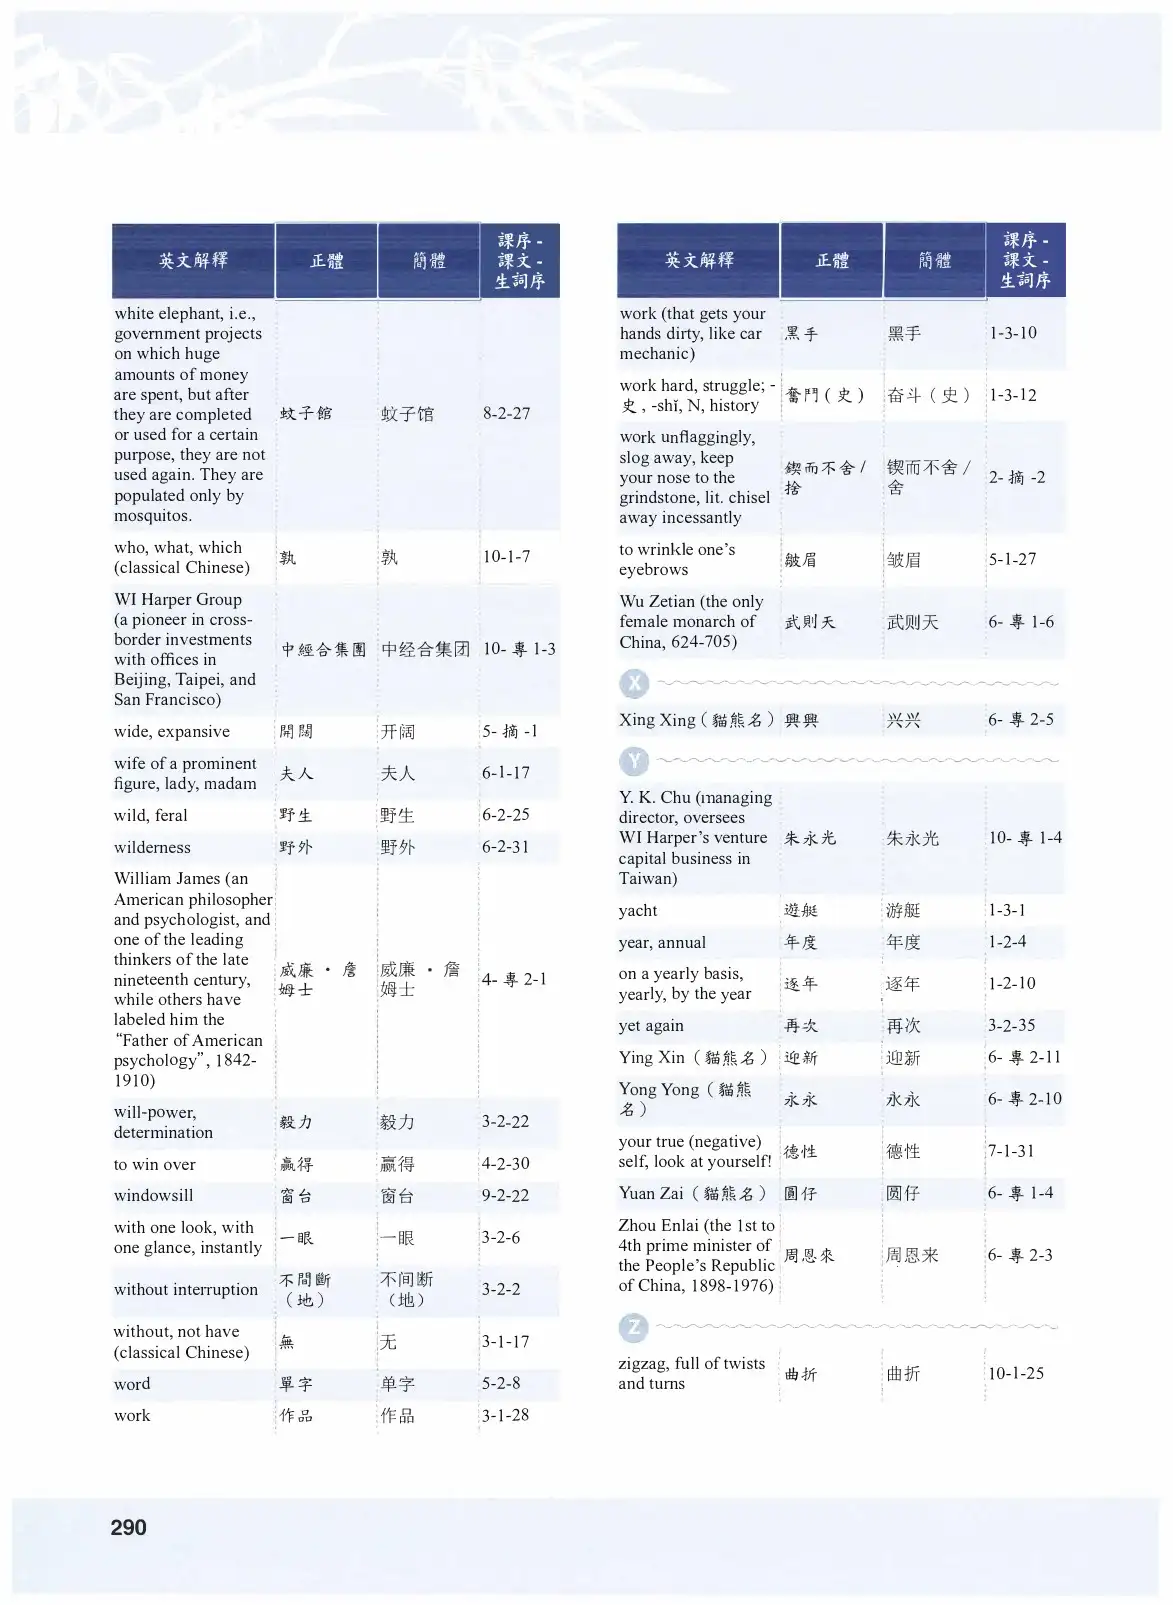 英文解釋 正體 簡體 課序 -
課文 -
生詞序
white elephant, i.e.,
government projects
on which huge
amounts of money
are spent, but after
they are completed 蚊子館 蚊子馆 8-2-27
or used for a certain
purpose, they are not
used again. They are
populated only by
mosquitos.
who, what, which
(classical Chinese) 孰 孰 10-1-7
WI Harper Group
(a pioneer in cross-
border investments
with offices in 中經合集團 中经合集团 10- 專 1-3
Beijing, Taipei, and
San Francisco)
wide, expansive 開闊 开阔 5- 摘 -1
wife of a prominent
figure, lady, madam 夫人 夫人 6-1-17
wild, feral 野生 野生 6-2-25
wilderness 野外 野外 6-2-31
William James (an
American philosopher
and psychologist, and
one of the leading
thinkers of the late
nineteenth century, 威廉・詹 威廉・詹 4- 專 2-1
while others have 姆士 姆士
labeled him the
“Father of American
psychology”, 1842-
1910)
will-power,
determination 毅力 毅力 3-2-22
to win over 贏得 赢得 4-2-30
windowsill 窗台 窗台 9-2-22
with one look, with
one glance, instantly 一眼 一眼 3-2-6
without interruption 不間斷 不间断 3-2-2
（地） （地）
without, not have
(classical Chinese) 無 无 3-1-17
word 單字 单字 5-2-8
work 作品 作品 3-1-28
英文解釋 正體 簡體 課序 -
課文 -
生詞序
work (that gets your
hands dirty, like car 黑手 黑手 1-3-10
mechanic)
work hard, struggle; -
史 , -shǐ, N, history 奮鬥 ( 史 ) 奋斗（史） 1-3-12
work unflaggingly,
slog away, keep
your nose to the 鍥而不舍 / 锲而不舍 / 2- 摘 -2
grindstone, lit. chisel 捨 舍
away incessantly
to wrinkle one’s
eyebrows 皺眉 皱眉 5-1-27
Wu Zetian (the only
female monarch of 武則天 武则天 6- 專 1-6
China, 624-705)
X
Xing Xing ( 貓熊名 ) 興興 兴兴 6- 專 2-5
Y
Y. K. Chu (managing
director, oversees
WI Harper’s venture 朱永光 朱永光 10- 專 1-4
capital business in
Taiwan)
yacht 遊艇 游艇 1-3-1
year, annual 年度 年度 1-2-4
on a yearly basis,
yearly, by the year 逐年 逐年 1-2-10
yet again 再次 再次 3-2-35
Ying Xin ( 貓熊名 ) 迎新 迎新 6- 專 2-11
Yong Yong ( 貓熊
名 ) 永永 永永 6- 專 2-10
your true (negative)
self, look at yourself! 德性 德性 7-1-31
Yuan Zai ( 貓熊名 ) 圓仔 圆仔 6- 專 1-4
Zhou Enlai (the 1st to
4th prime minister of
the People’s Republic 周恩來 周恩来 6- 專 2-3
of China, 1898-1976)
Z
zigzag, full of twists
and turns 曲折 曲折 10-1-25
290